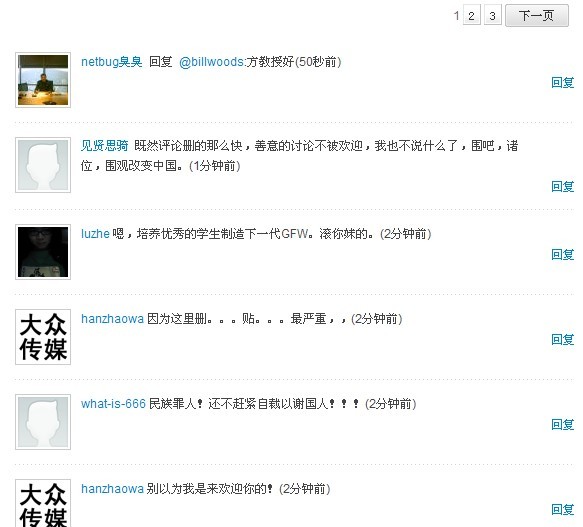 1 2 3 下一页
netbug臭臭 回复 @billwoods:方教授好(50秒前)
回复
见贤思骑 既然评论删的那么快，善意的讨论不被欢迎，我也不说什么了，围吧，诸
位，围观改变中国。(1分钟前)
回复
luzhe 嗯，培养优秀的学生制造下一代GFW。滚你妹的。(2分钟前)
回复
大众
传媒
hanzhaowa 因为这里删。。。贴。。。最严重，，(2分钟前)
回复
what-is-666 民族罪人！还不赶紧自裁以谢国人！！！(2分钟前)
回复
大众
传媒
hanzhaowa 别以为我是来欢迎你的！(2分钟前)
回复